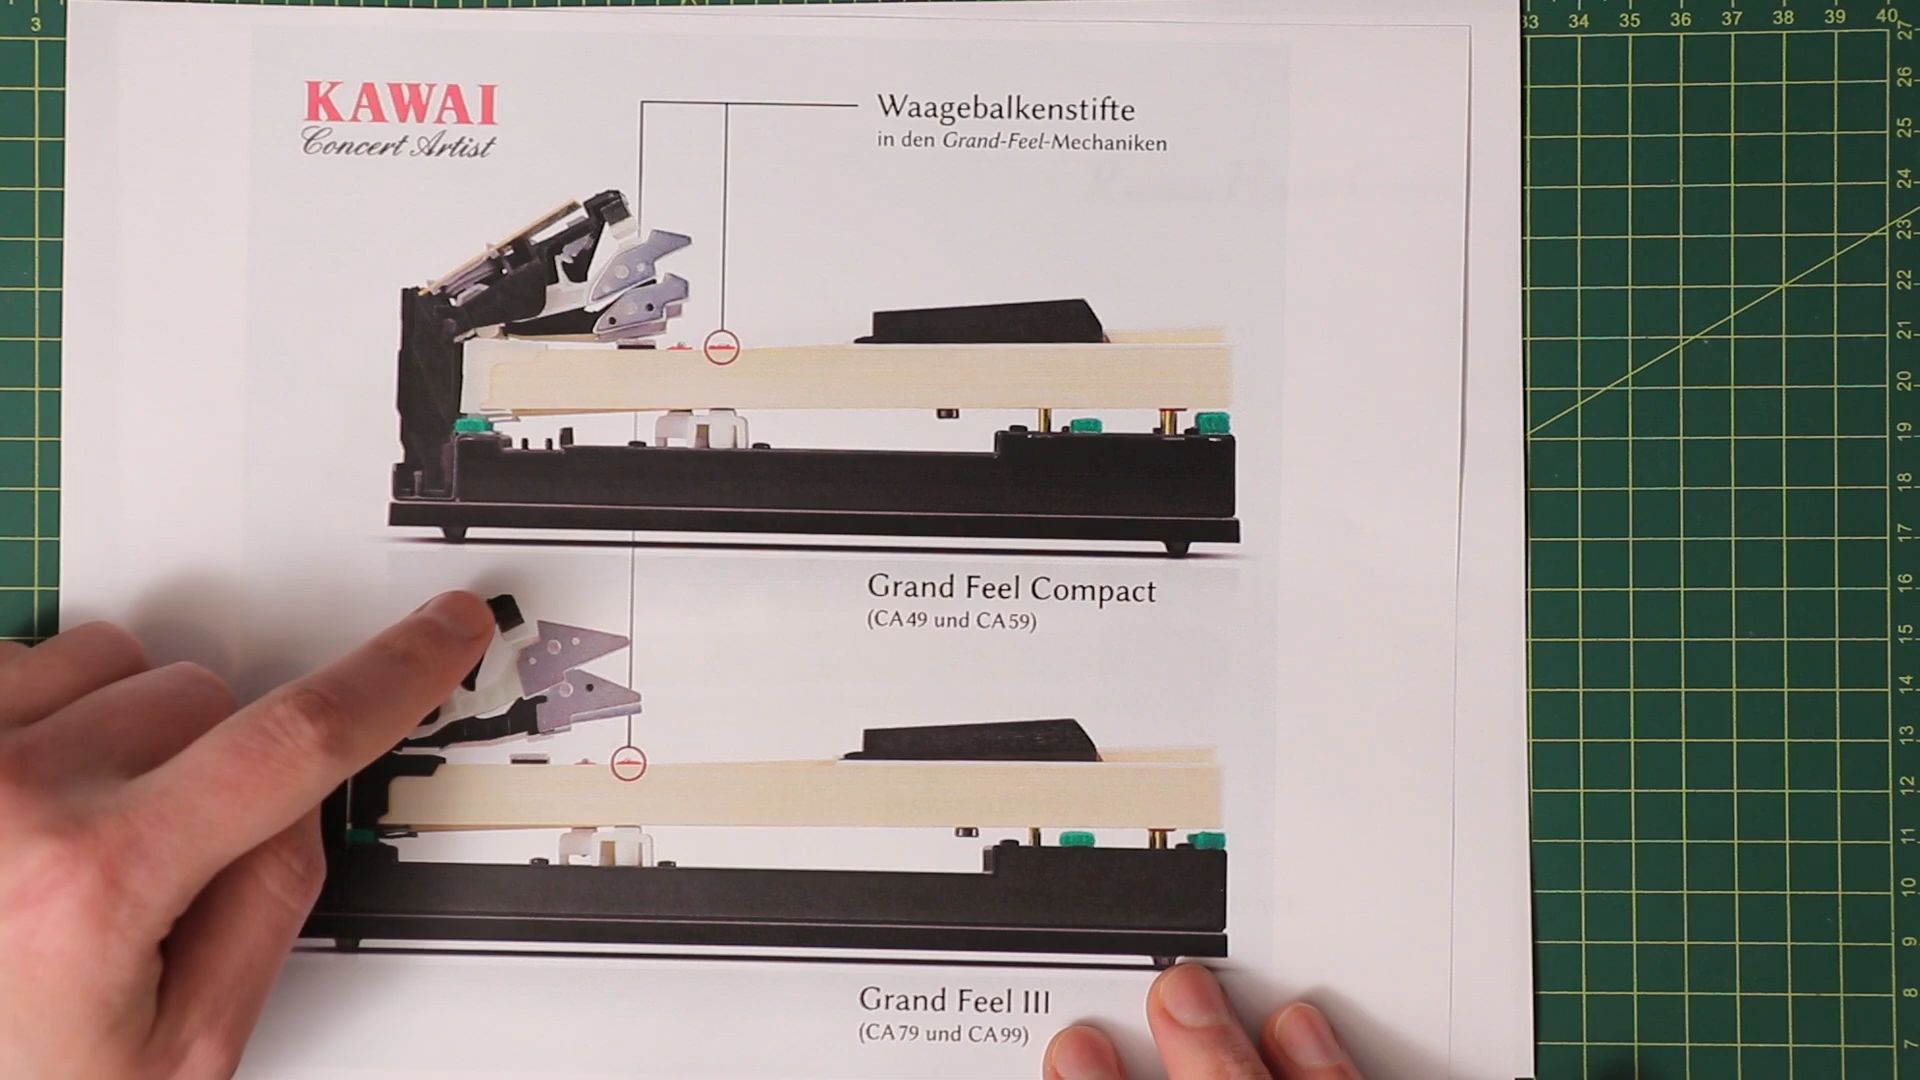 3
33 34 35 36 37 38 39 40
KAWAI
Concert Artist
Waagebalkenstifte
in den Grand-Feel-Mechaniken
Grand Feel Compact
(CA49 und CA59)
Grand Feel III
(CA79 und CA99)
27
26
25
24
23
22
21
20
19
18
17
16
15
14
13
12
11
10
9
8
7